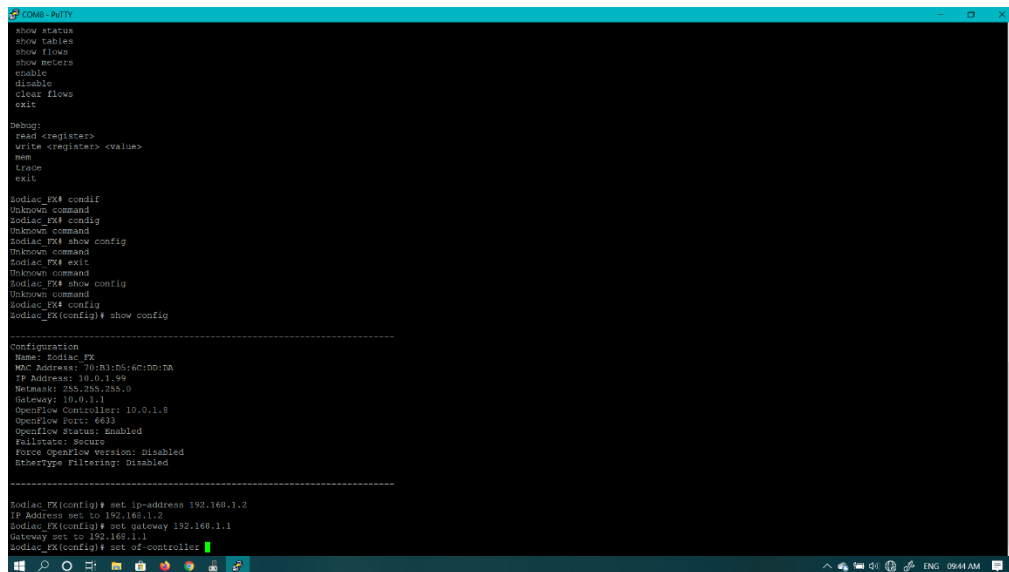 COM8 - PuTTY
show status
show tables
show flows
show meters
enable
disable
clear flows
exit
Debug:
read <register>
write <register> <value>
mem
trace
exit
Zodiac_FX# condif
Unknown command
Zodiac_FX# condig
Unknown command
Zodiac_FX# show config
Unknown command
Zodiac_FX# exit
Unknown command
Zodiac_FX# show config
Unknown command
Zodiac_FX# config
Zodiac_FX(config)# show config
-------------------------------------------------------------------------
Configuration
Name: Zodiac_FX
MAC Address: 70:B3:D5:6C:DD:DA
IP Address: 10.0.1.99
Netmask: 255.255.255.0
Gateway: 10.0.1.1
OpenFlow Controller: 10.0.1.8
OpenFlow Port: 6633
Openflow Status: Enabled
Failstate: Secure
Force OpenFlow version: Disabled
EtherType Filtering: Disabled
-------------------------------------------------------------------------
Zodiac_FX(config)# set ip-address 192.168.1.2
IP Address set to 192.168.1.2
Zodiac_FX(config)# set gateway 192.168.1.1
Gateway set to 192.168.1.1
Zodiac_FX(config)# set of-controller
ENG 09:44 AM